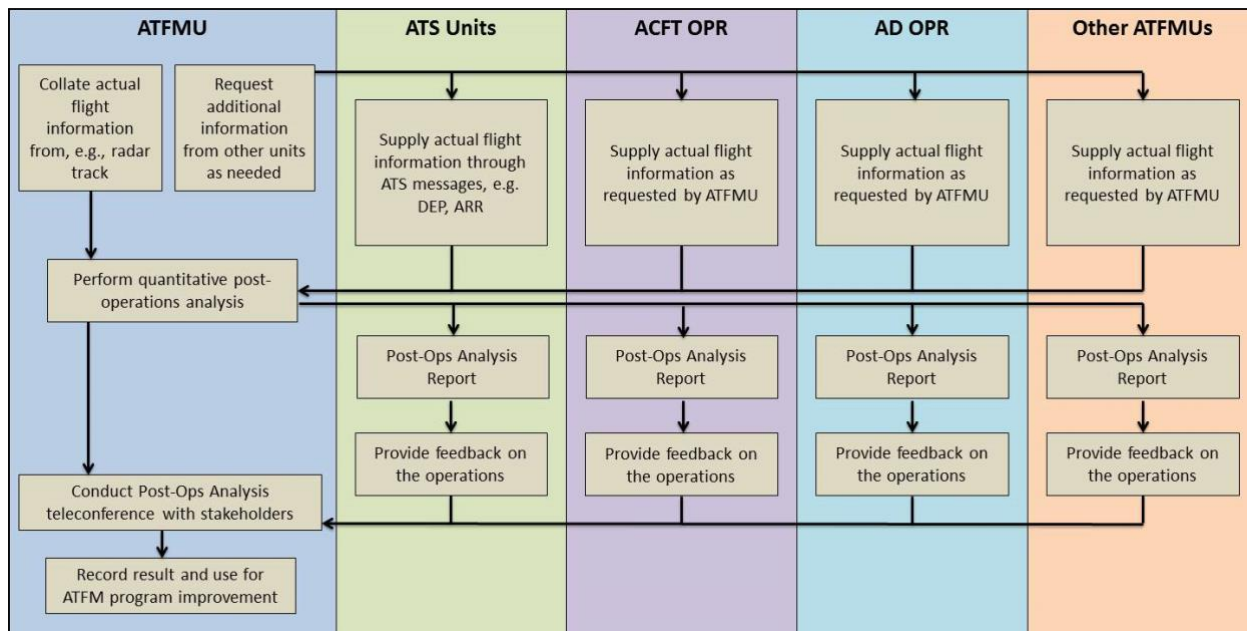 ATFMU
ATS Units
ACFT OPR
AD OPR
Other ATFMUs
Collate actual
flight
information
from, e.g., radar
track
Request
additional
information
from other units
as needed
Supply actual flight
information through
ATS messages, e.g.
DEP, ARR
Supply actual flight
information as
requested by ATFMU
Supply actual flight
information as
requested by ATFMU
Supply actual flight
information as
requested by ATFMU
Perform quantitative post-
operations analysis
Post-Ops Analysis
Report
Post-Ops Analysis
Report
Post-Ops Analysis
Report
Post-Ops Analysis
Report
Provide feedback on
the operations
Provide feedback on
the operations
Provide feedback on
the operations
Provide feedback on
the operations
Conduct Post-Ops Analysis
teleconference with stakeholders
Record result and use for
ATFM program improvement